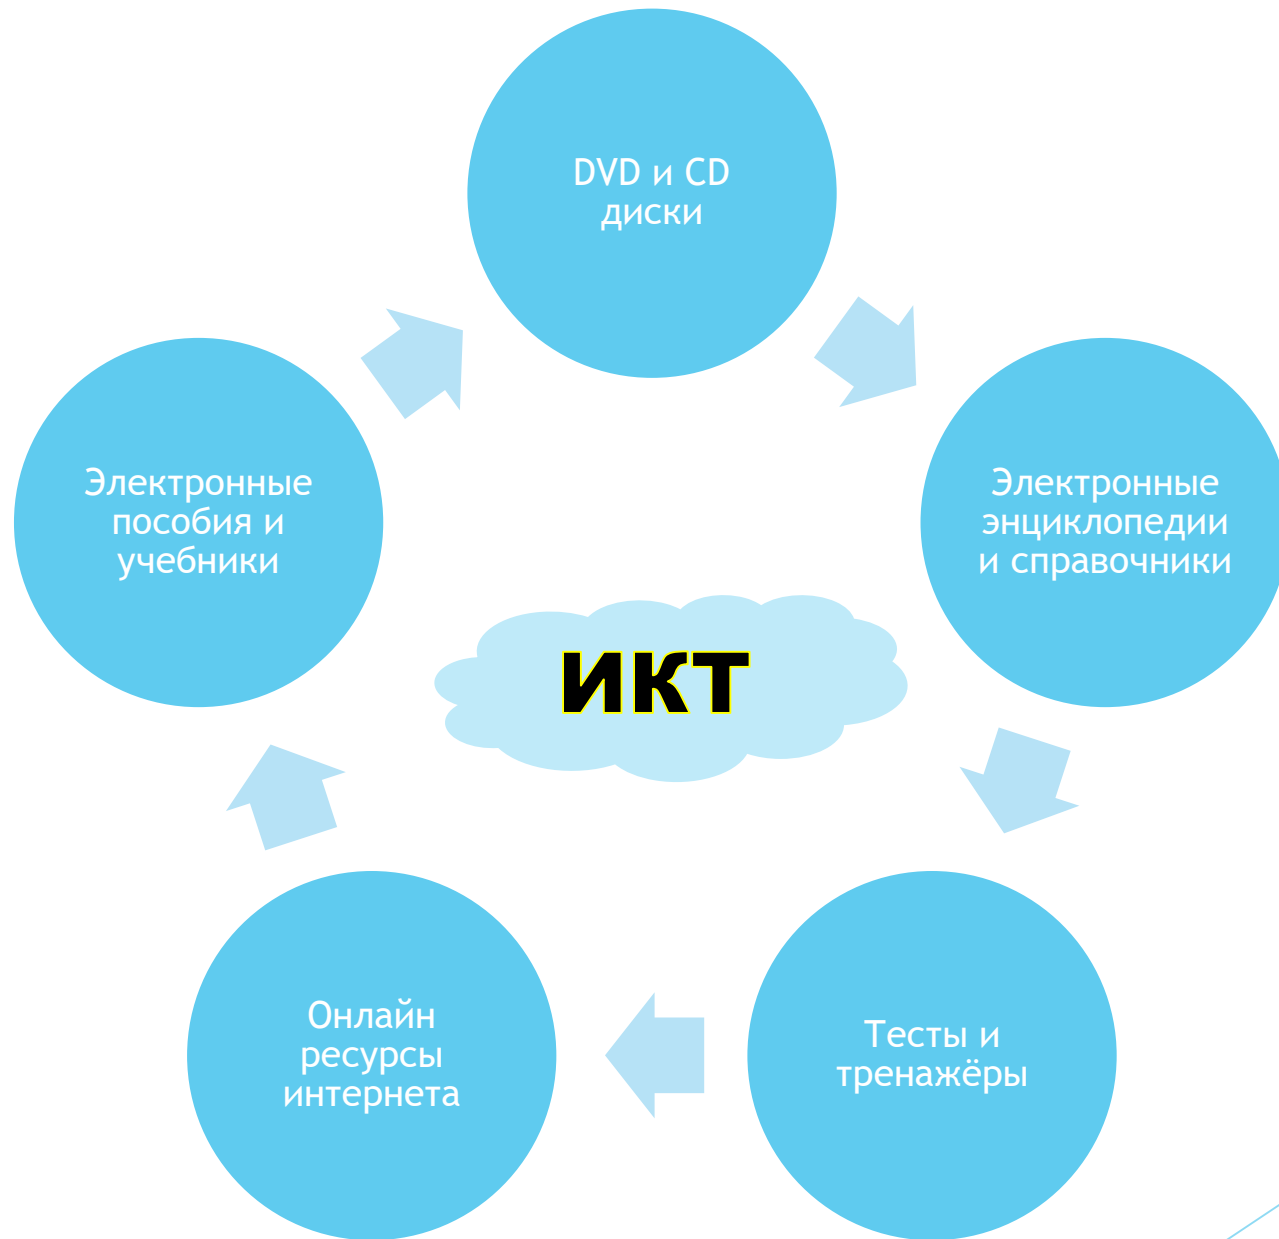 DVD и CD
диски
Электронные
энциклопедии
и справочники
Тесты и
тренажёры
Онлайн
ресурсы
интернета
Электронные
пособия и
учебники
ИКТ